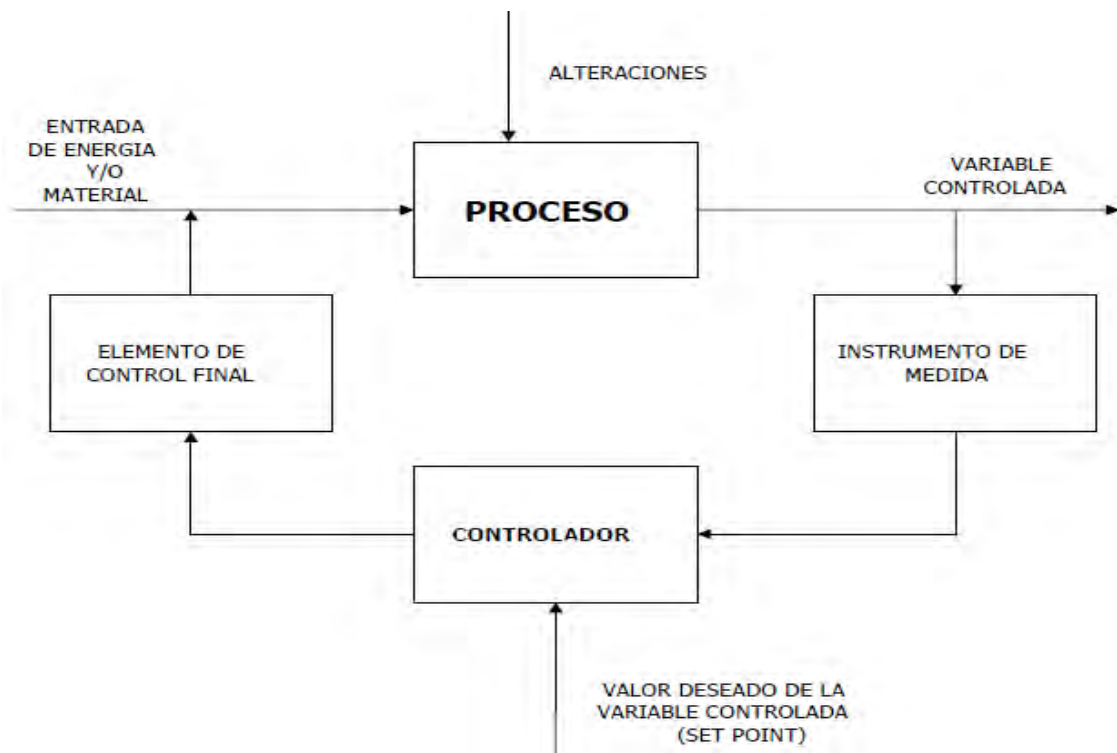 ALTERACIONES
ENTRADA
DE ENERGIA
Y/O
MATERIAL
PROCESO
VARIABLE
CONTROLADA
ELEMENTO DE
CONTROL FINAL
INSTRUMENTO DE
MEDIDA
CONTROLADOR
VALOR DESEADO DE LA
VARIABLE CONTROLADA
(SET POINT)